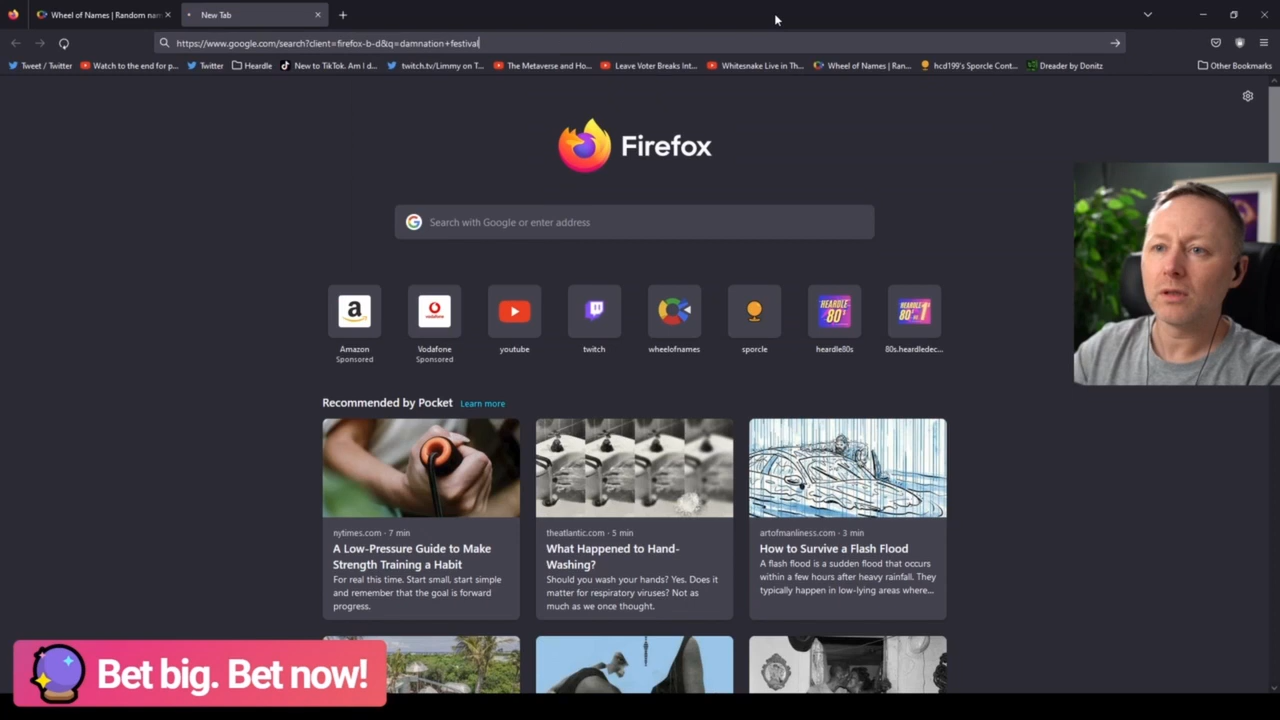 Wheel of Names | Random nam
New Tab
https://www.google.com/search?client=firefox-b-d&q=damnation+festival
Tweet / Twitter
Watch to the end for p...
Twitter
Heardle
New to TikTok. Am I d...
twitch.tv/Limmy on T...
The Metaverse and Ho...
Leave Voter Breaks Int...
Whitesnake Live in Th...
Wheel of Names | Ran...
hcd199's Sporcle Cont...
Dreader by Donitz
Other Bookmarks
Firefox
Search with Google or enter address
HEARDLE
80'S
HEARDLE
80'S
Amazon
Sponsored
Vodafone
Sponsored
youtube
twitch
wheelofnames
sporcle
heardle80s
80s.heardledec...
Recommended by Pocket
Learn more
nytimes.com · 7 min
A Low-Pressure Guide to Make
Strength Training a Habit
For real this time. Start small, start simple
and remember that the goal is forward
progress.
theatlantic.com · 5 min
What Happened to Hand-
Washing?
Should you wash your hands? Yes. Does it
matter for respiratory viruses? Not as
much as we once thought.
artofmanliness.com · 3 min
How to Survive a Flash Flood
A flash flood is a sudden flood that occurs
within a few hours after heavy rainfall. They
typically happen in low-lying areas where...
Bet big. Bet now!